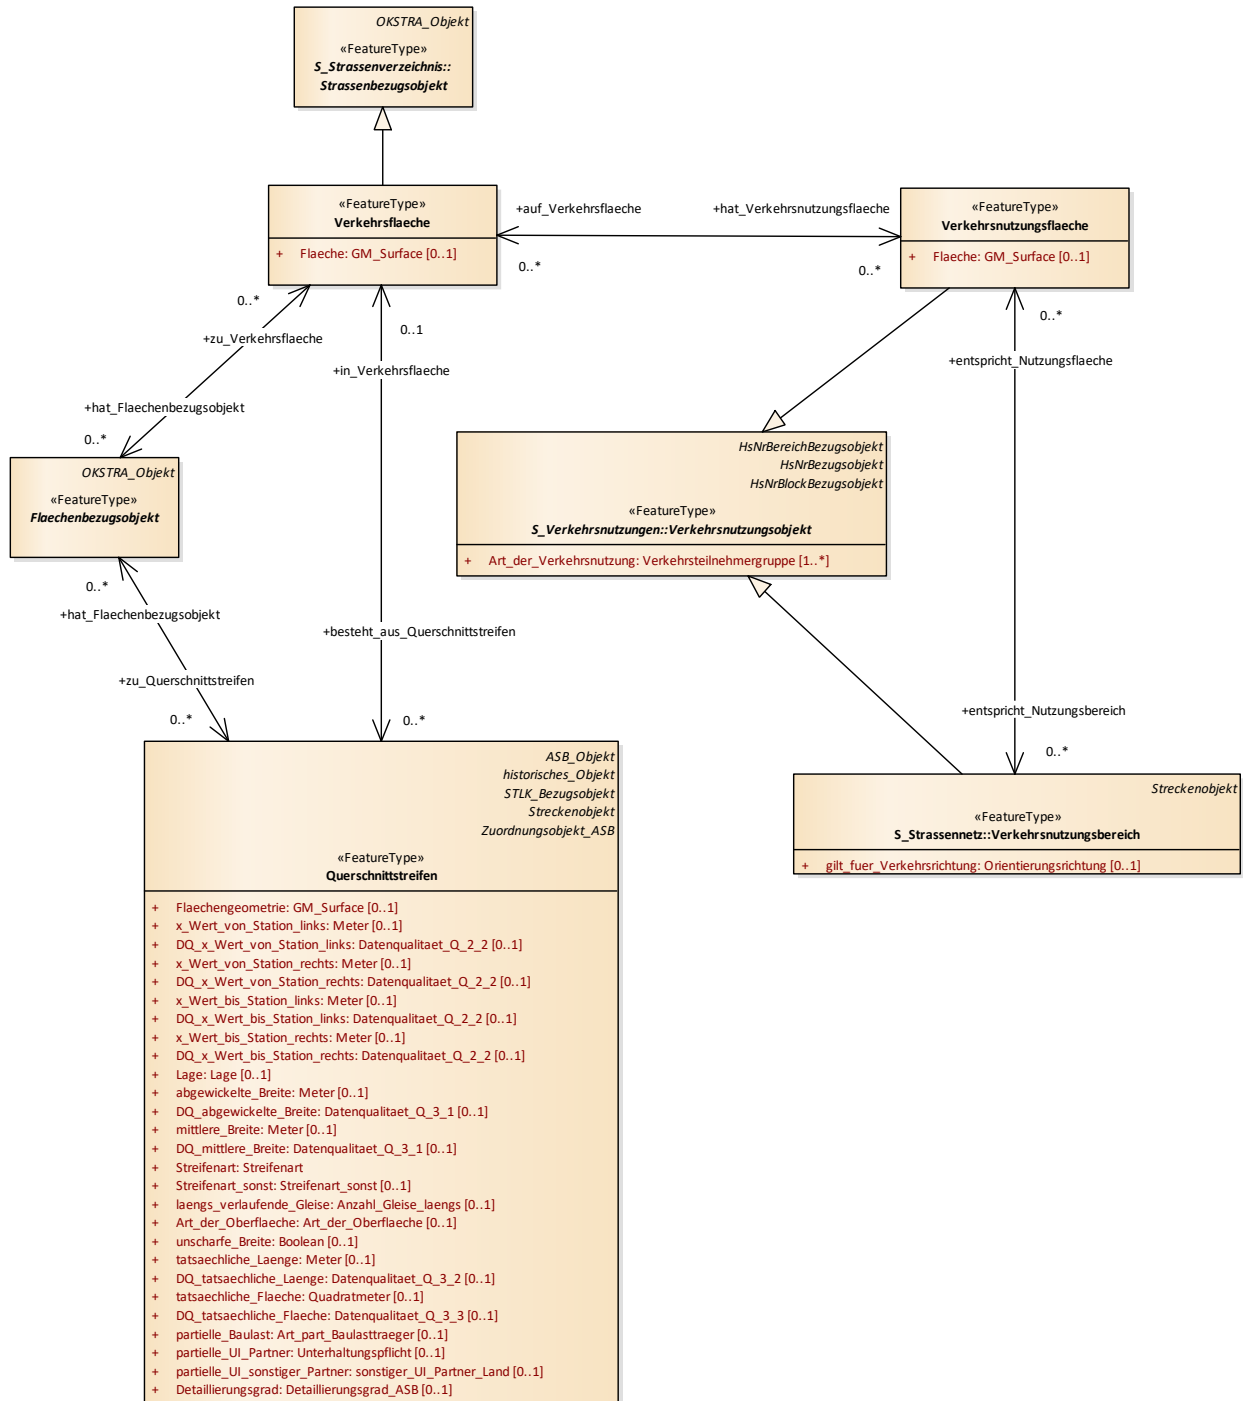 OKSTRA_Objekt
«FeatureType»
S_Strassenverzeichnis::
Strassenbezugsobjekt
«FeatureType»
Verkehrsflaeche
+ Flaeche: GM_Surface [0..1]
+auf_Verkehrsflaeche
+hat_Verkehrsnutzungsflaeche
0..*
0..*
«FeatureType»
Verkehrsnutzungsflaeche
+ Flaeche: GM_Surface [0..1]
0..*
+zu_Verkehrsflaeche
+hat_Flaechenbezugsobjekt
0..*
0..1
+in_Verkehrsflaeche
+besteht_aus_Querschnittstreifen
0..*
0..*
+entspricht_Nutzungsflaeche
+entspricht_Nutzungsbereich
0..*
OKSTRA_Objekt
«FeatureType»
Flaechenbezugsobjekt
0..*
+hat_Flaechenbezugsobjekt
+zu_Querschnittstreifen
0..*
HsNrBereichBezugsobjekt
HsNrBezugsobjekt
HsNrBlockBezugsobjekt
«FeatureType»
S_Verkehrsnutzungen::Verkehrsnutzungsobjekt
+ Art_der_Verkehrsnutzung: Verkehrsteilnehmergruppe [1..*]
Streckenobjekt
«FeatureType»
S_Strassennetz::Verkehrsnutzungsbereich
+ gilt_fuer_Verkehrsrichtung: Orientierungsrichtung [0..1]
ASB_Objekt
historisches_Objekt
STLK_Bezugsobjekt
Streckenobjekt
Zuordnungsobjekt_ASB
«FeatureType»
Querschnittstreifen
+ Flaechengeometrie: GM_Surface [0..1]
+ x_Wert_von_Station_links: Meter [0..1]
+ DQ_x_Wert_von_Station_links: Datenqualitaet_Q_2_2 [0..1]
+ x_Wert_von_Station_rechts: Meter [0..1]
+ DQ_x_Wert_von_Station_rechts: Datenqualitaet_Q_2_2 [0..1]
+ x_Wert_bis_Station_links: Meter [0..1]
+ DQ_x_Wert_bis_Station_links: Datenqualitaet_Q_2_2 [0..1]
+ x_Wert_bis_Station_rechts: Meter [0..1]
+ DQ_x_Wert_bis_Station_rechts: Datenqualitaet_Q_2_2 [0..1]
+ Lage: Lage [0..1]
+ abgewickelte_Breite: Meter [0..1]
+ DQ_abgewickelte_Breite: Datenqualitaet_Q_3_1 [0..1]
+ mittlere_Breite: Meter [0..1]
+ DQ_mittlere_Breite: Datenqualitaet_Q_3_1 [0..1]
+ Streifenart: Streifenart
+ Streifenart_sonst: Streifenart_sonst [0..1]
+ laengs_verlaufende_Gleise: Anzahl_Gleise_laengs [0..1]
+ Art_der_Oberflaeche: Art_der_Oberflaeche [0..1]
+ unscharfe_Breite: Boolean [0..1]
+ tatsaechliche_Laenge: Meter [0..1]
+ DQ_tatsaechliche_Laenge: Datenqualitaet_Q_3_2 [0..1]
+ tatsaechliche_Flaeche: Quadratmeter [0..1]
+ DQ_tatsaechliche_Flaeche: Datenqualitaet_Q_3_3 [0..1]
+ partielle_Baulast: Art_part_Baulasttraeger [0..1]
+ partielle_UI_Partner: Unterhaltungspflicht [0..1]
+ partielle_UI_sonstiger_Partner: sonstiger_UI_Partner_Land [0..1]
+ Detaillierungsgrad: Detaillierungsgrad_ASB [0..1]